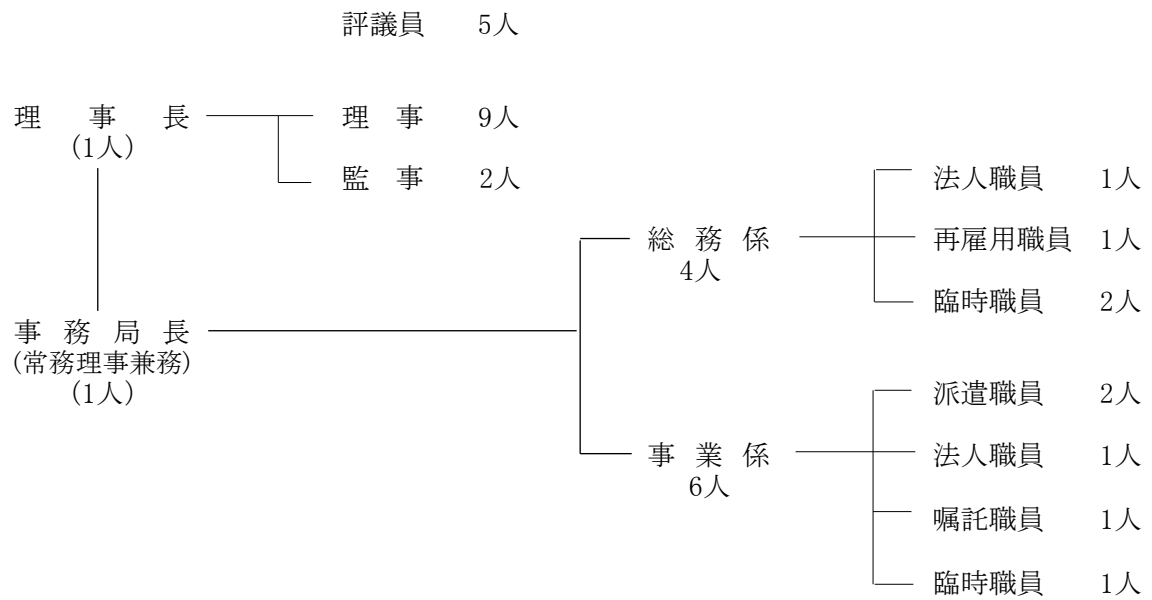 評議員 5人
理事長 理事 9人
(1人)
監事 2人
法人職員 1人
総務係 再雇用職員 1人
4人
臨時職員 2人
事務局長
(常務理事兼務)
(1人)
派遣職員 2人
事業係 法人職員 1人
6人
嘱託職員 1人
臨時職員 1人